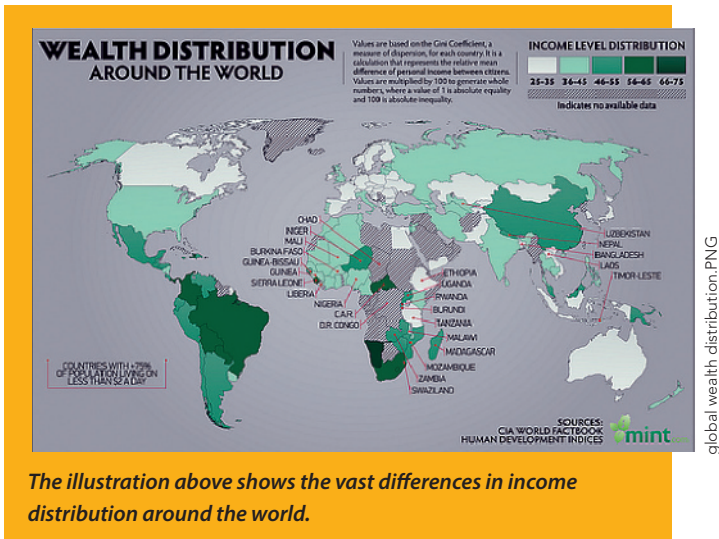 WEALTH DISTRIBUTION
AROUND THE WORLD
Values are based on the Gini Coefficient, a
measure of dispersion, for each country. It is a
calculation that represents the relative mean
difference of personal income between citizens.
Values are multiplied by 100 to generate whole
numbers, where a value of 1 is absolute equality
and 100 is absolute inequality.
INCOME LEVEL DISTRIBUTION
25-35 36-45 46-55 56-65 66-75
Indicates no available data
CHAD
NIGER
MALI
BURKINA FASO
GUINEA-BISSAU
GUINEA
SIERRA LEONE
LIBERIA
NIGERIA
C.A.R.
D.R. CONGO
ETHIOPIA
UGANDA
RWANDA
BURUNDI
TANZANIA
MALAWI
MADAGASCAR
MOZAMBIQUE
ZAMBIA
SWAZILAND
UZBEKISTAN
NEPAL
BANGLADESH
LAOS
TIMOR-LESTE
COUNTRIES WITH +75%
OF POPULATION LIVING ON
LESS THAN $2 A DAY
SOURCES:
CIA WORLD FACTBOOK
HUMAN DEVELOPMENT INDICES
mint
global wealth distribution.PNG
The illustration above shows the vast differences in income
distribution around the world.